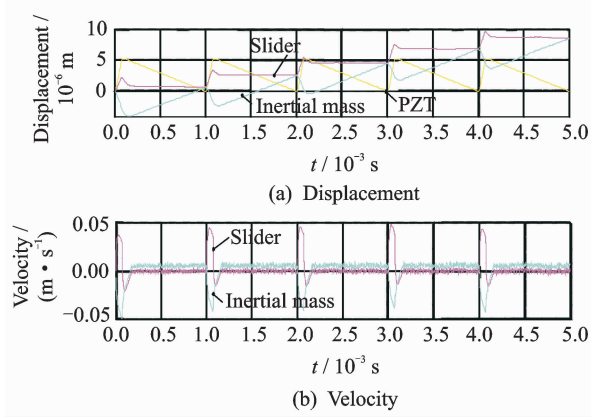 Displacement /
10⁻⁶ m
10
5
0
Slider
Inertial mass
PZT
0.0 0.5 1.0 1.5 2.0 2.5 3.0 3.5 4.0 4.5 5.0
t / 10⁻³ s
(a) Displacement
Velocity /
(m • s⁻¹)
0.05
0.00
−0.05
Slider
Inertial mass
0.0 0.5 1.0 1.5 2.0 2.5 3.0 3.5 4.0 4.5 5.0
t / 10⁻³ s
(b) Velocity